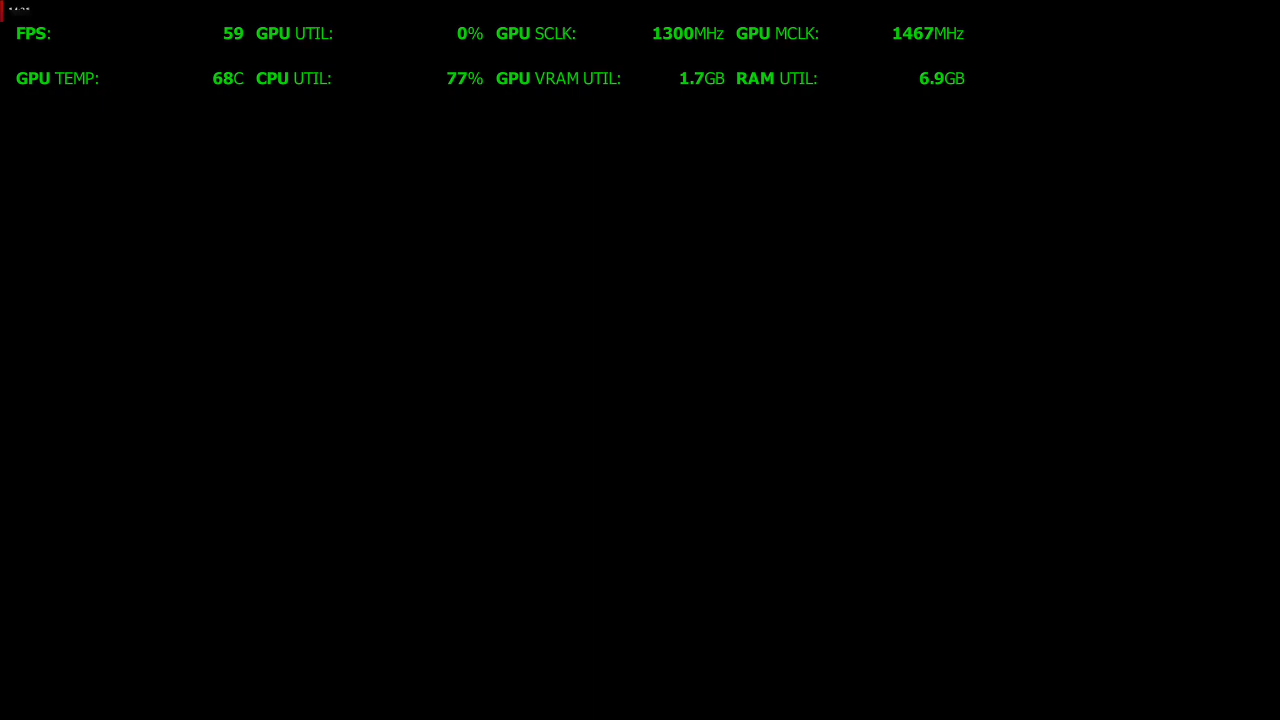 FPS: 59 GPU UTIL: 0% GPU SCLK: 1300MHz GPU MCLK: 1467MHz
GPU TEMP: 68C CPU UTIL: 77% GPU VRAM UTIL: 1.7GB RAM UTIL: 6.9GB